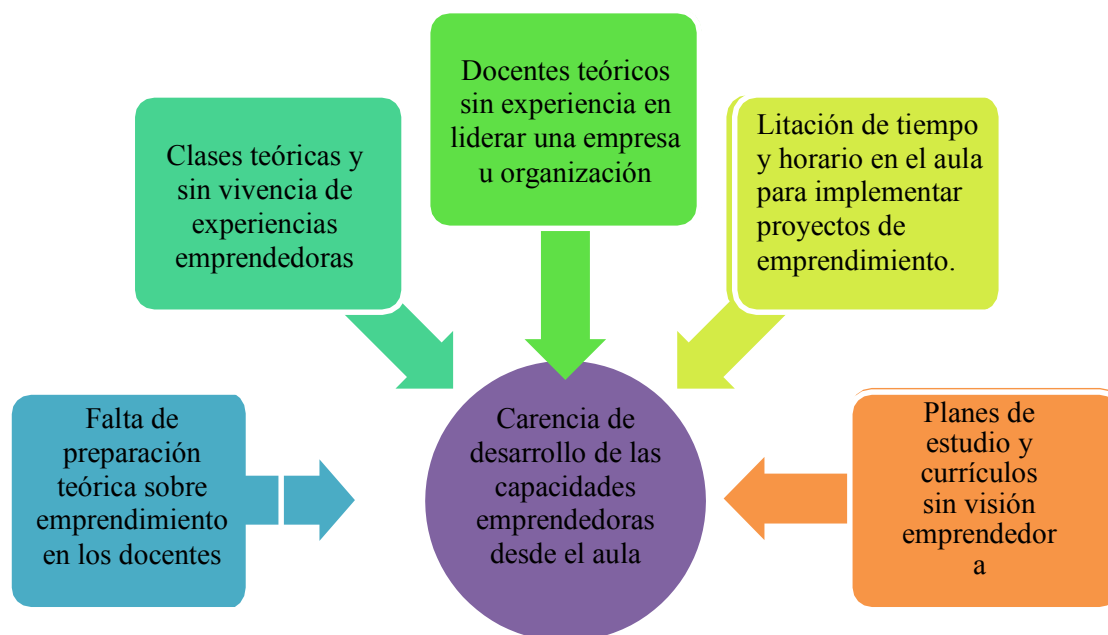 Docentes teóricos
sin experiencia en
liderar una empresa
u organización
Clases teóricas y
sin vivencia de
experiencias
emprendedoras
Litación de tiempo
y horario en el aula
para implementar
proyectos de
emprendimiento.
Falta de
preparación
teórica sobre
emprendimiento
en los docentes
Carencia de
desarrollo de las
capacidades
emprendedoras
desde el aula
Planes de
estudio y
currículos
sin visión
emprendedor
a